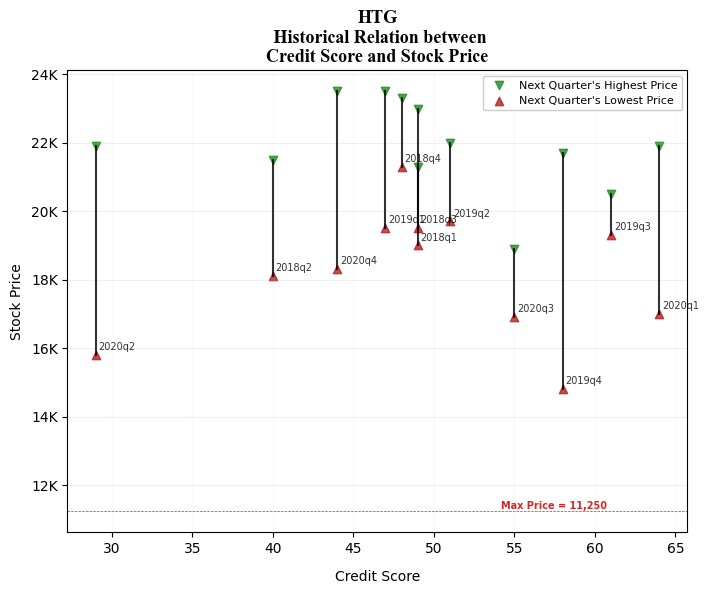 HTG
Historical Relation between
Credit Score and Stock Price
24K
22K
20K
18K
16K
14K
12K
Stock Price
Next Quarter's Highest Price
Next Quarter's Lowest Price
2018q4
2019q1
2018q3
2019q2
2018q1
2019q3
2018q2
2020q4
2020q3
2020q1
2020q2
2019q4
Max Price = 11,250
30
35
40
45
50
55
60
65
Credit Score